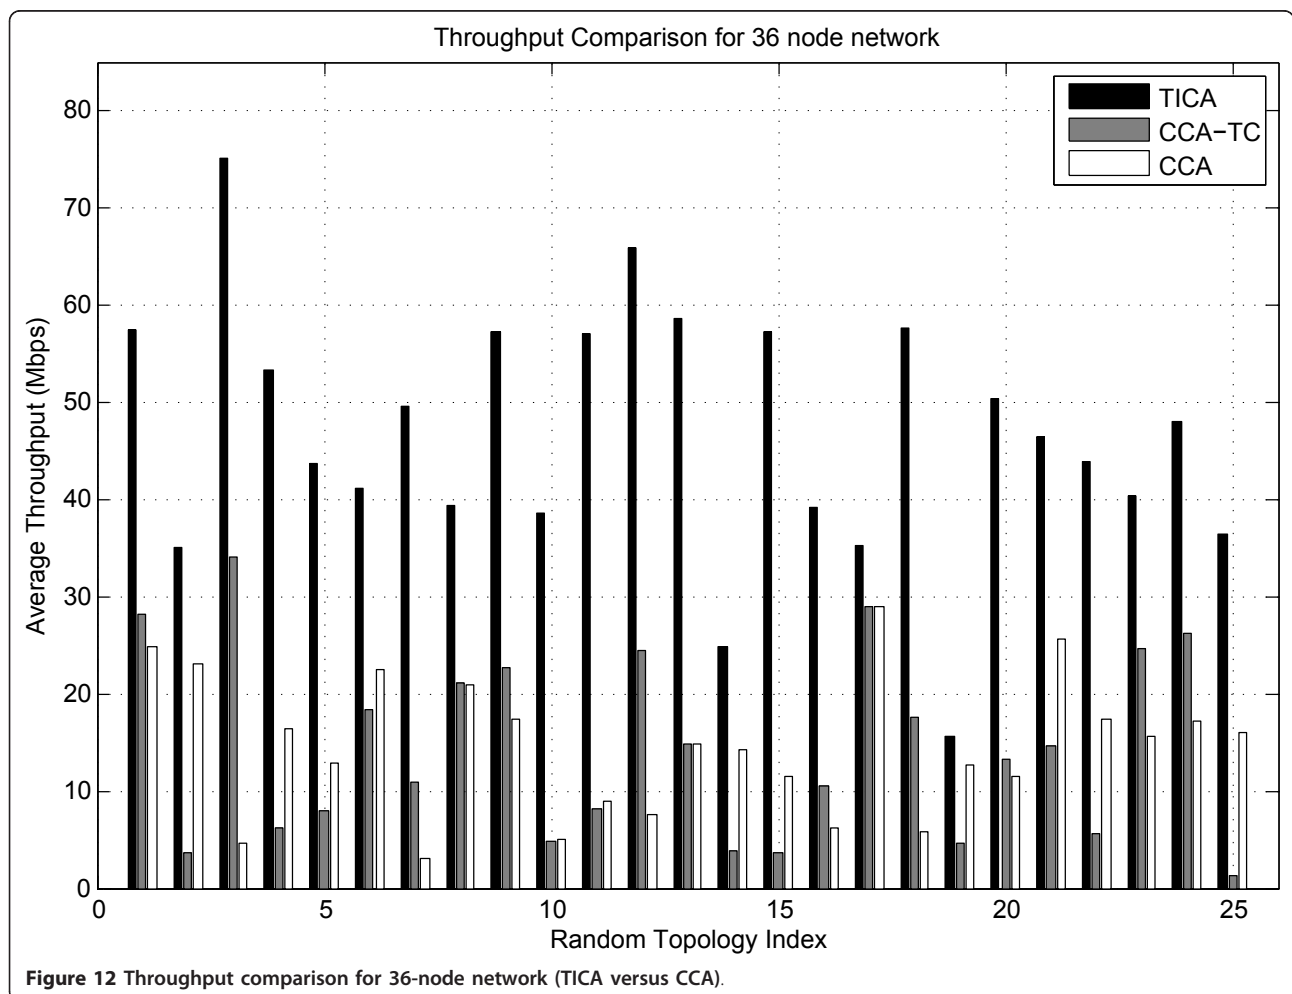 Throughput Comparison for 36 node network
TICA
CCA−TC
CCA
80
70
60
50
40
30
20
10
0
Average Throughput (Mbps)
0 5 10 15 20 25
Random Topology Index
Figure 12 Throughput comparison for 36-node network (TICA versus CCA).